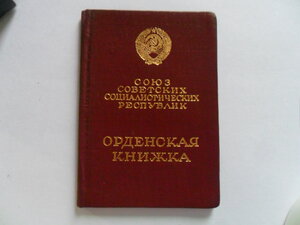 СОЮЗ
СОВЕТСКИХ
СОЦИАЛИСТИЧЕСКИХ
РЕСПУБЛИК
ОРДЕНСКАЯ
КНИЖКА